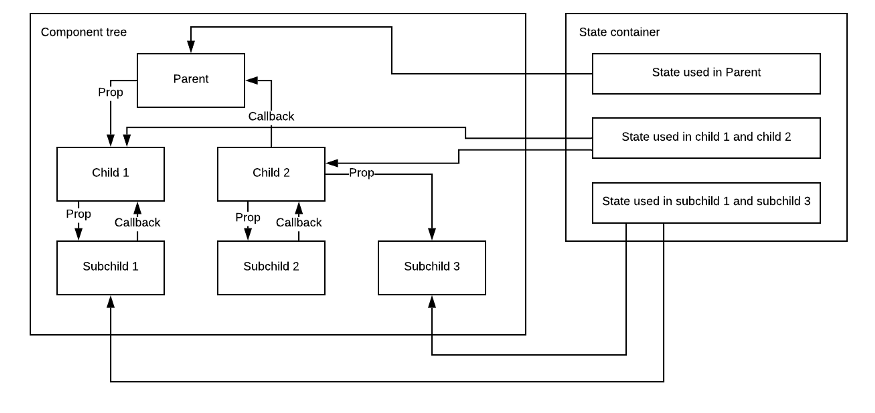 Component tree
State container
Parent
State used in Parent
Prop
Callback
State used in child 1 and child 2
Child 1
Child 2
Prop
State used in subchild 1 and subchild 3
Prop
Callback
Prop
Callback
Subchild 1
Subchild 2
Subchild 3